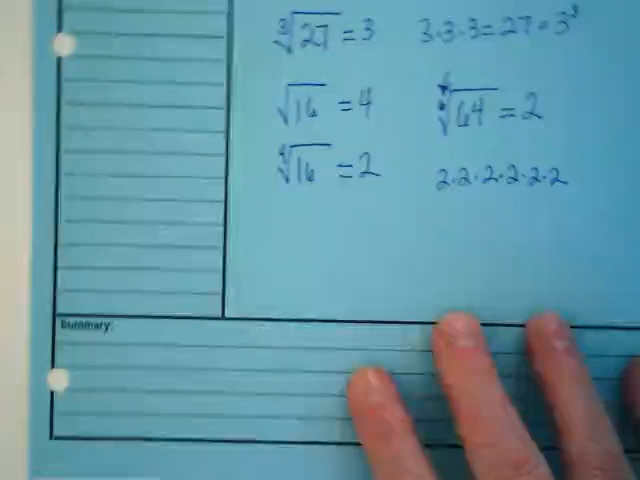 ∛27 = 3 3·3·3 = 27 = 3³
√16 = 4 ⁶√64 = 2
∜16 = 2 2·2·2·2·2·2
Summary: